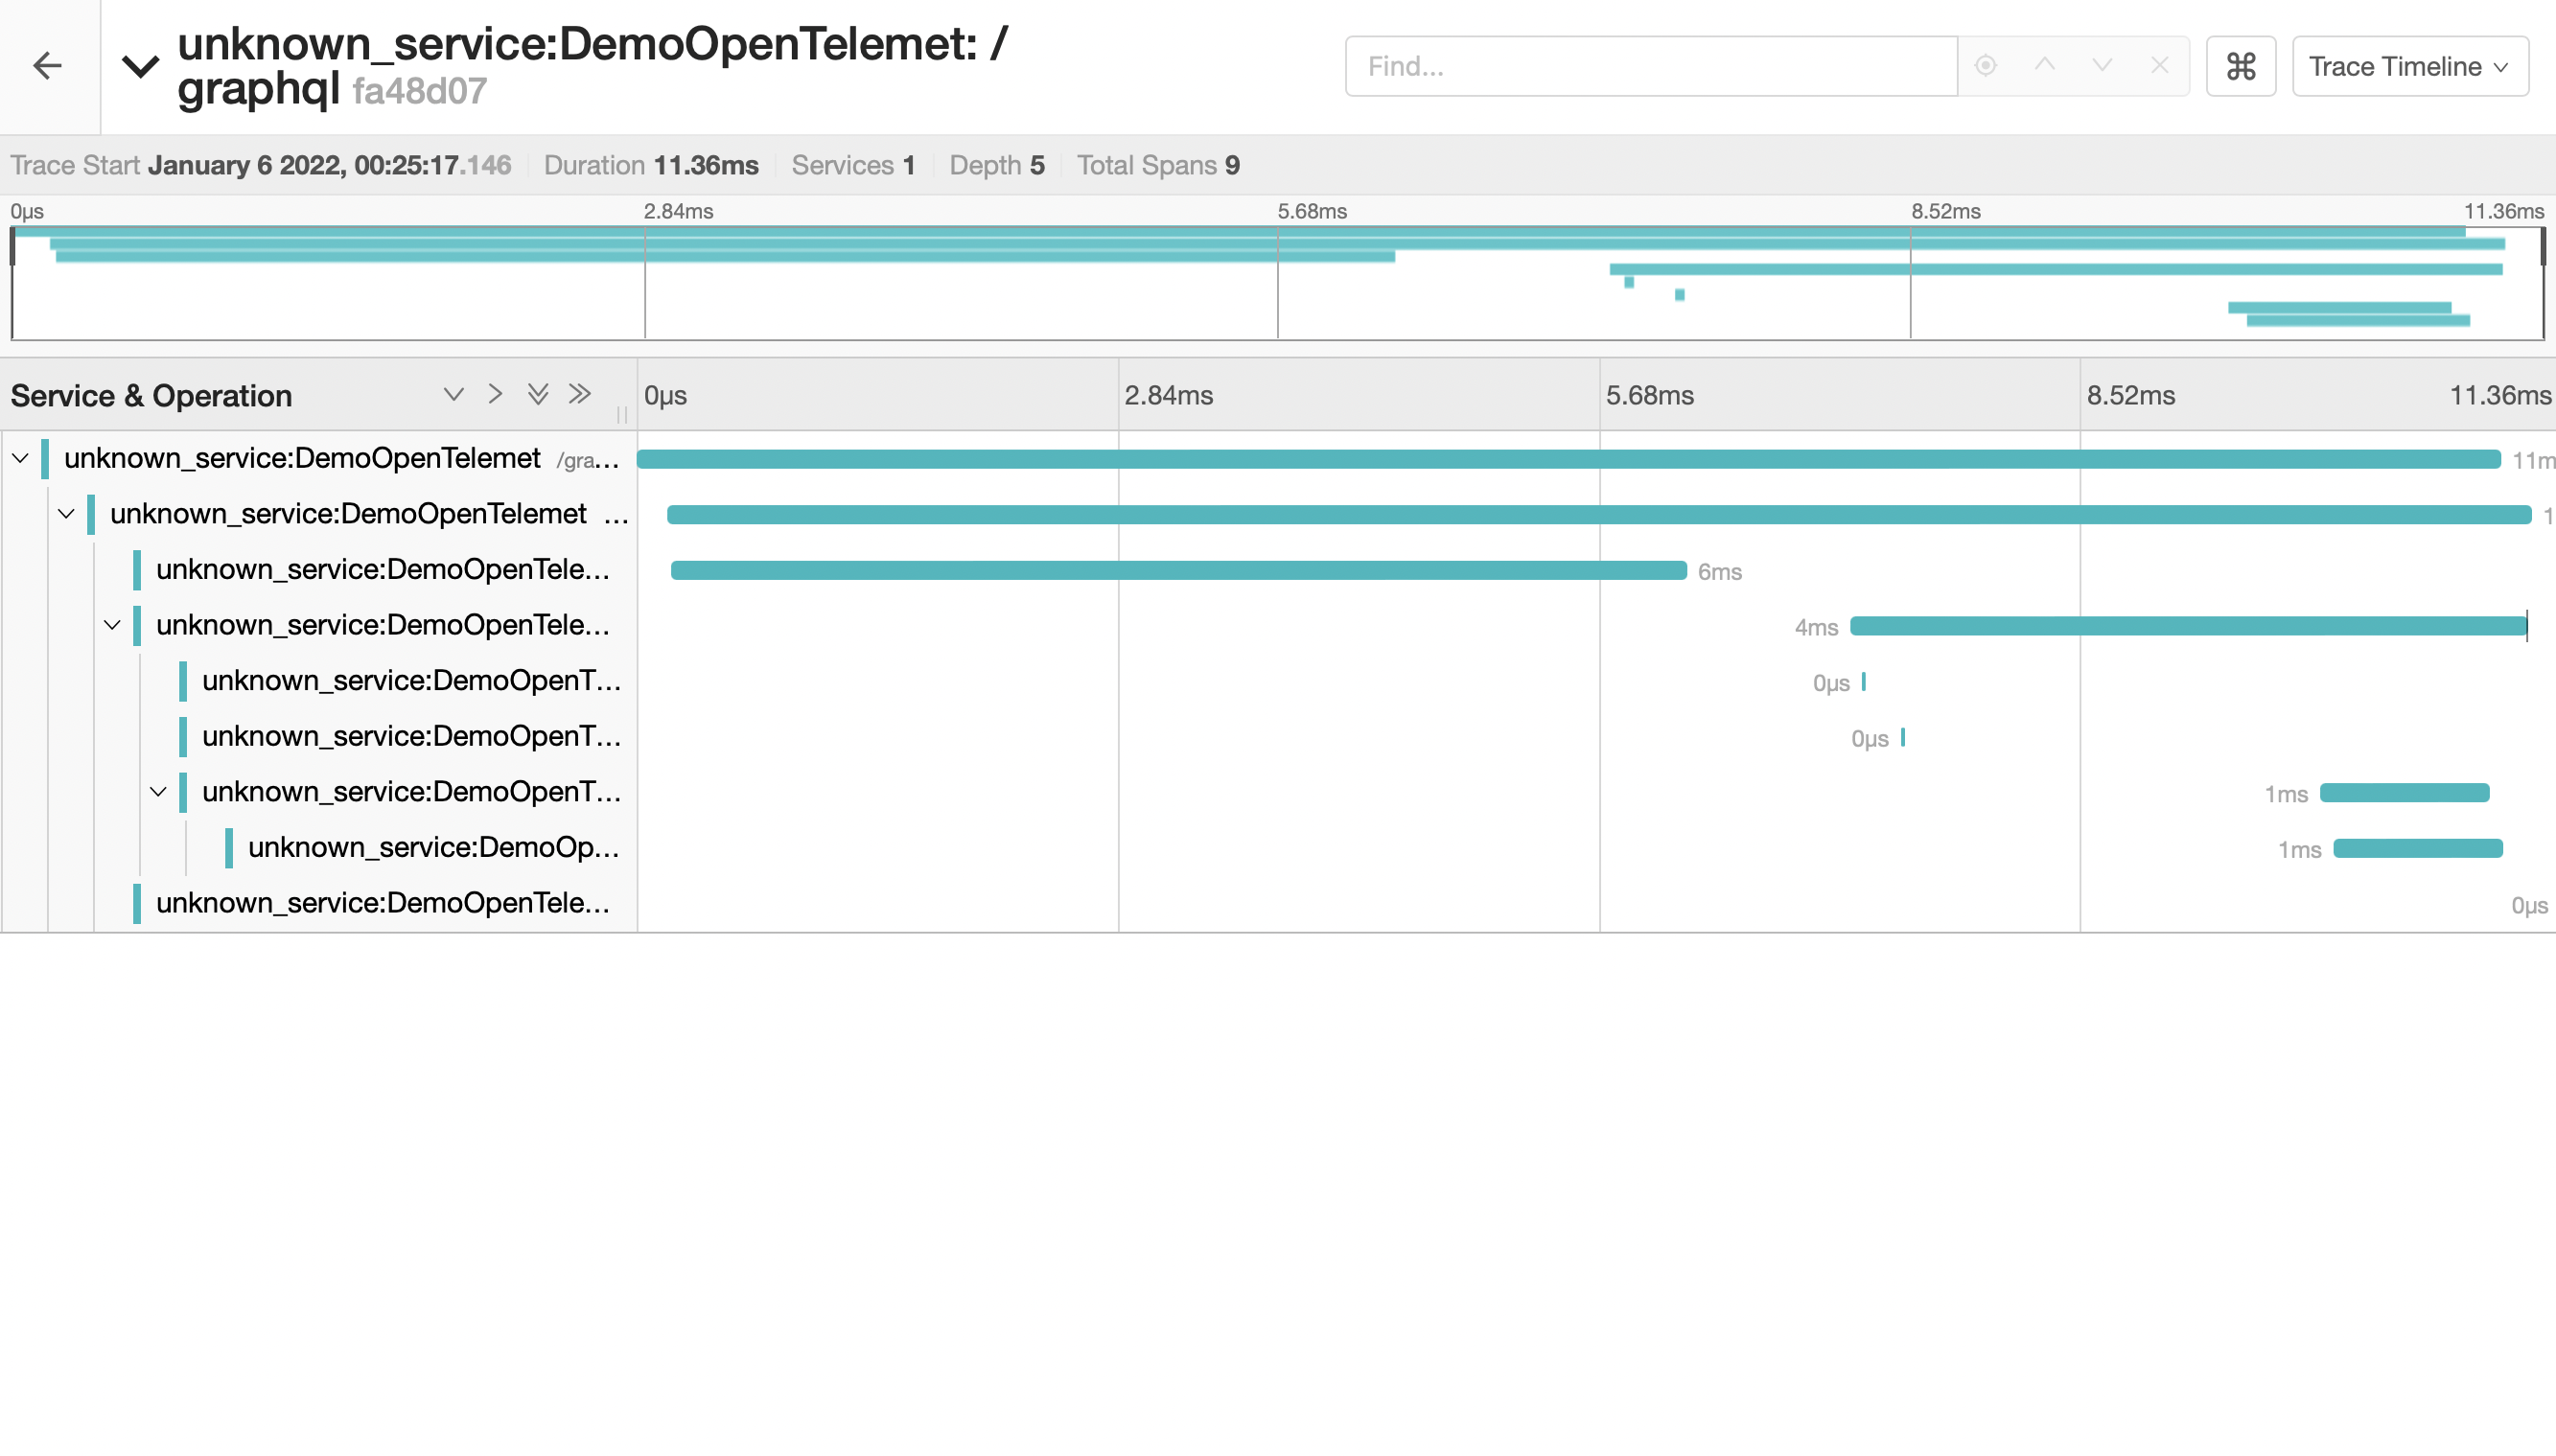 unknown_service:DemoOpenTelemet: /
graphql fa48d07
Find...
⌘
Trace Timeline
Trace Start January 6 2022, 00:25:17.146 Duration 11.36ms Services 1 Depth 5 Total Spans 9
0μs 2.84ms 5.68ms 8.52ms 11.36ms
Service & Operation 0μs 2.84ms 5.68ms 8.52ms 11.36ms
unknown_service:DemoOpenTelemet /gra... 11m
unknown_service:DemoOpenTelemet ... 1
unknown_service:DemoOpenTele... 6ms
unknown_service:DemoOpenTele... 4ms
unknown_service:DemoOpenT... 0μs
unknown_service:DemoOpenT... 0μs
unknown_service:DemoOpenT... 1ms
unknown_service:DemoOp... 1ms
unknown_service:DemoOpenTele... 0μs